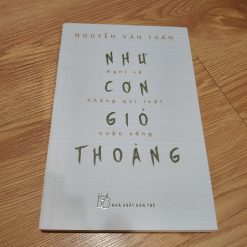 NGUYỄN VĂN TUẤN
NHƯ
Nghĩ về
CƠN
những qui luật
GIÓ
cuộc sống
THOẢNG
NHÀ XUẤT BẢN TRẺ